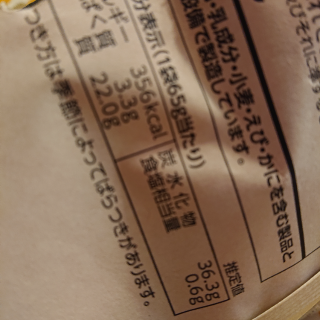 ・乳成分・小麦・えび・かにを含む製品と
設備で製造しています。
分表示(1袋65g当たり)
ルギー 356kcal
ぱく質 3.3g
質 22.0g
炭水化物 36.3g
食塩相当量 0.6g
推定値
つき方は季節によってばらつきがあります。